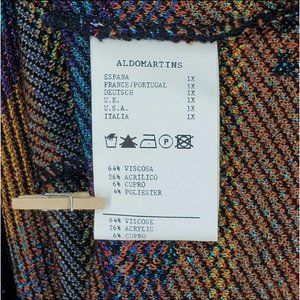 ALDOMARTINS
ESPANA 1X
FRANCE/PORTUGAL 1X
DEUTSCH 1X
U.K. 1X
U.S.A. 1X
ITALIA 1X
64% VISCOSA
26% ACRILICO
6% CUPRO
4% POLIESTER
64% VISCOSE
26% ACRYLIC
6% CUPRO